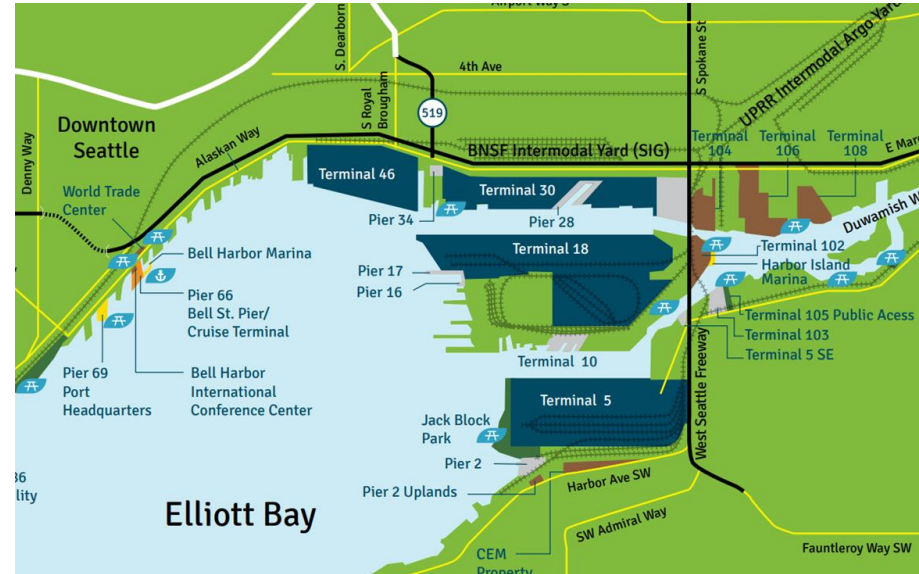 Airport Way S
S. Dearborn
4th Ave
S Royal
Brougham
519
S Spokane St
UPRR Intermodal Argo Yard
Denny Way
Downtown
Seattle
Alaskan Way
BNSF Intermodal Yard (SIG)
Terminal
104
Terminal
106
Terminal
108
E Mar
World Trade
Center
Terminal 46
Terminal 30
Pier 34
Pier 28
Duwamish W
Bell Harbor Marina
Terminal 18
Terminal 102
Harbor Island
Marina
Pier 17
Pier 16
Pier 66
Bell St. Pier/
Cruise Terminal
Terminal 105 Public Acess
Terminal 103
Terminal 5 SE
Terminal 10
Pier 69
Port
Headquarters
Bell Harbor
International
Conference Center
Terminal 5
West Seattle Freeway
Jack Block
Park
Pier 2
Pier 2 Uplands
Harbor Ave SW
86
lity
Elliott Bay
SW Admiral Way
Fauntleroy Way SW
CEM
Property